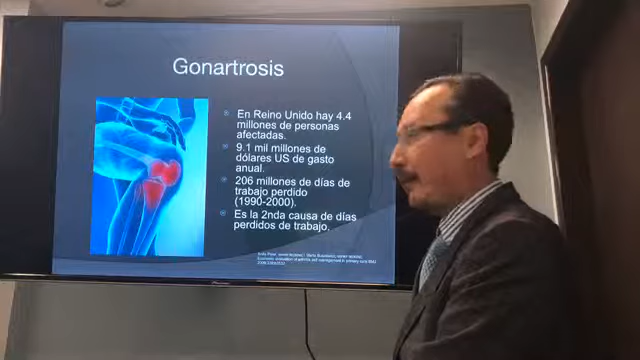 Gonartrosis
En Reino Unido hay 4.4
millones de personas
afectadas.
9.1 mil millones de
dólares US de gasto
anual.
206 millones de días de
trabajo perdido
(1990-2000).
Es la 2nda causa de días
perdidos de trabajo.